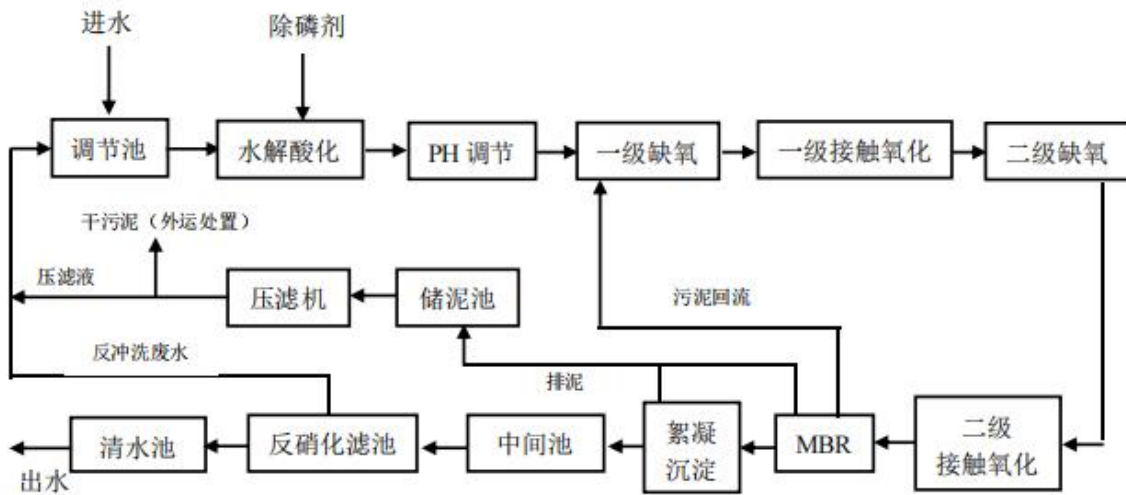 进水
除磷剂
调节池
水解酸化
PH 调节
一级缺氧
一级接触氧化
二级缺氧
干污泥（外运处置）
压滤液
压滤机
储泥池
污泥回流
反冲洗废水
排泥
清水池
反硝化滤池
中间池
絮凝
沉淀
MBR
二级
接触氧化
出水